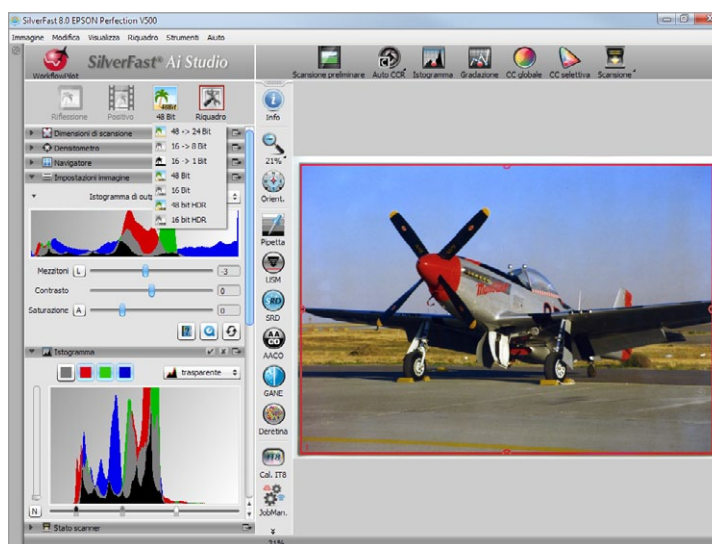 SilverFast 8.0 EPSON Perfection V500
Immagine Modifica Visualizza Riquadro Strumenti Aiuto
WorkflowPilot
SilverFast® Ai Studio
Scansione preliminare Auto CCR Istogramma Gradazione CC globale CC selettiva Scansione
Riflessione Positivo 48 Bit Riquadro
Dimensioni di scansione
Densitometro
Navigatore
Impostazioni immagine
48 -> 24 Bit
16 -> 8 Bit
16 -> 1 Bit
48 Bit
16 Bit
48 bit HDR
16 bit HDR
Istogramma di outp
Mezzitoni L -3
Contrasto 0
Saturazione A 0
Istogramma
trasparente
N
Stato scanner
Info
21%
Orient.
Pipetta
USM
SRD
AACO
GANE
Deretina
IT8
Cal. IT8
JobMan.
21%